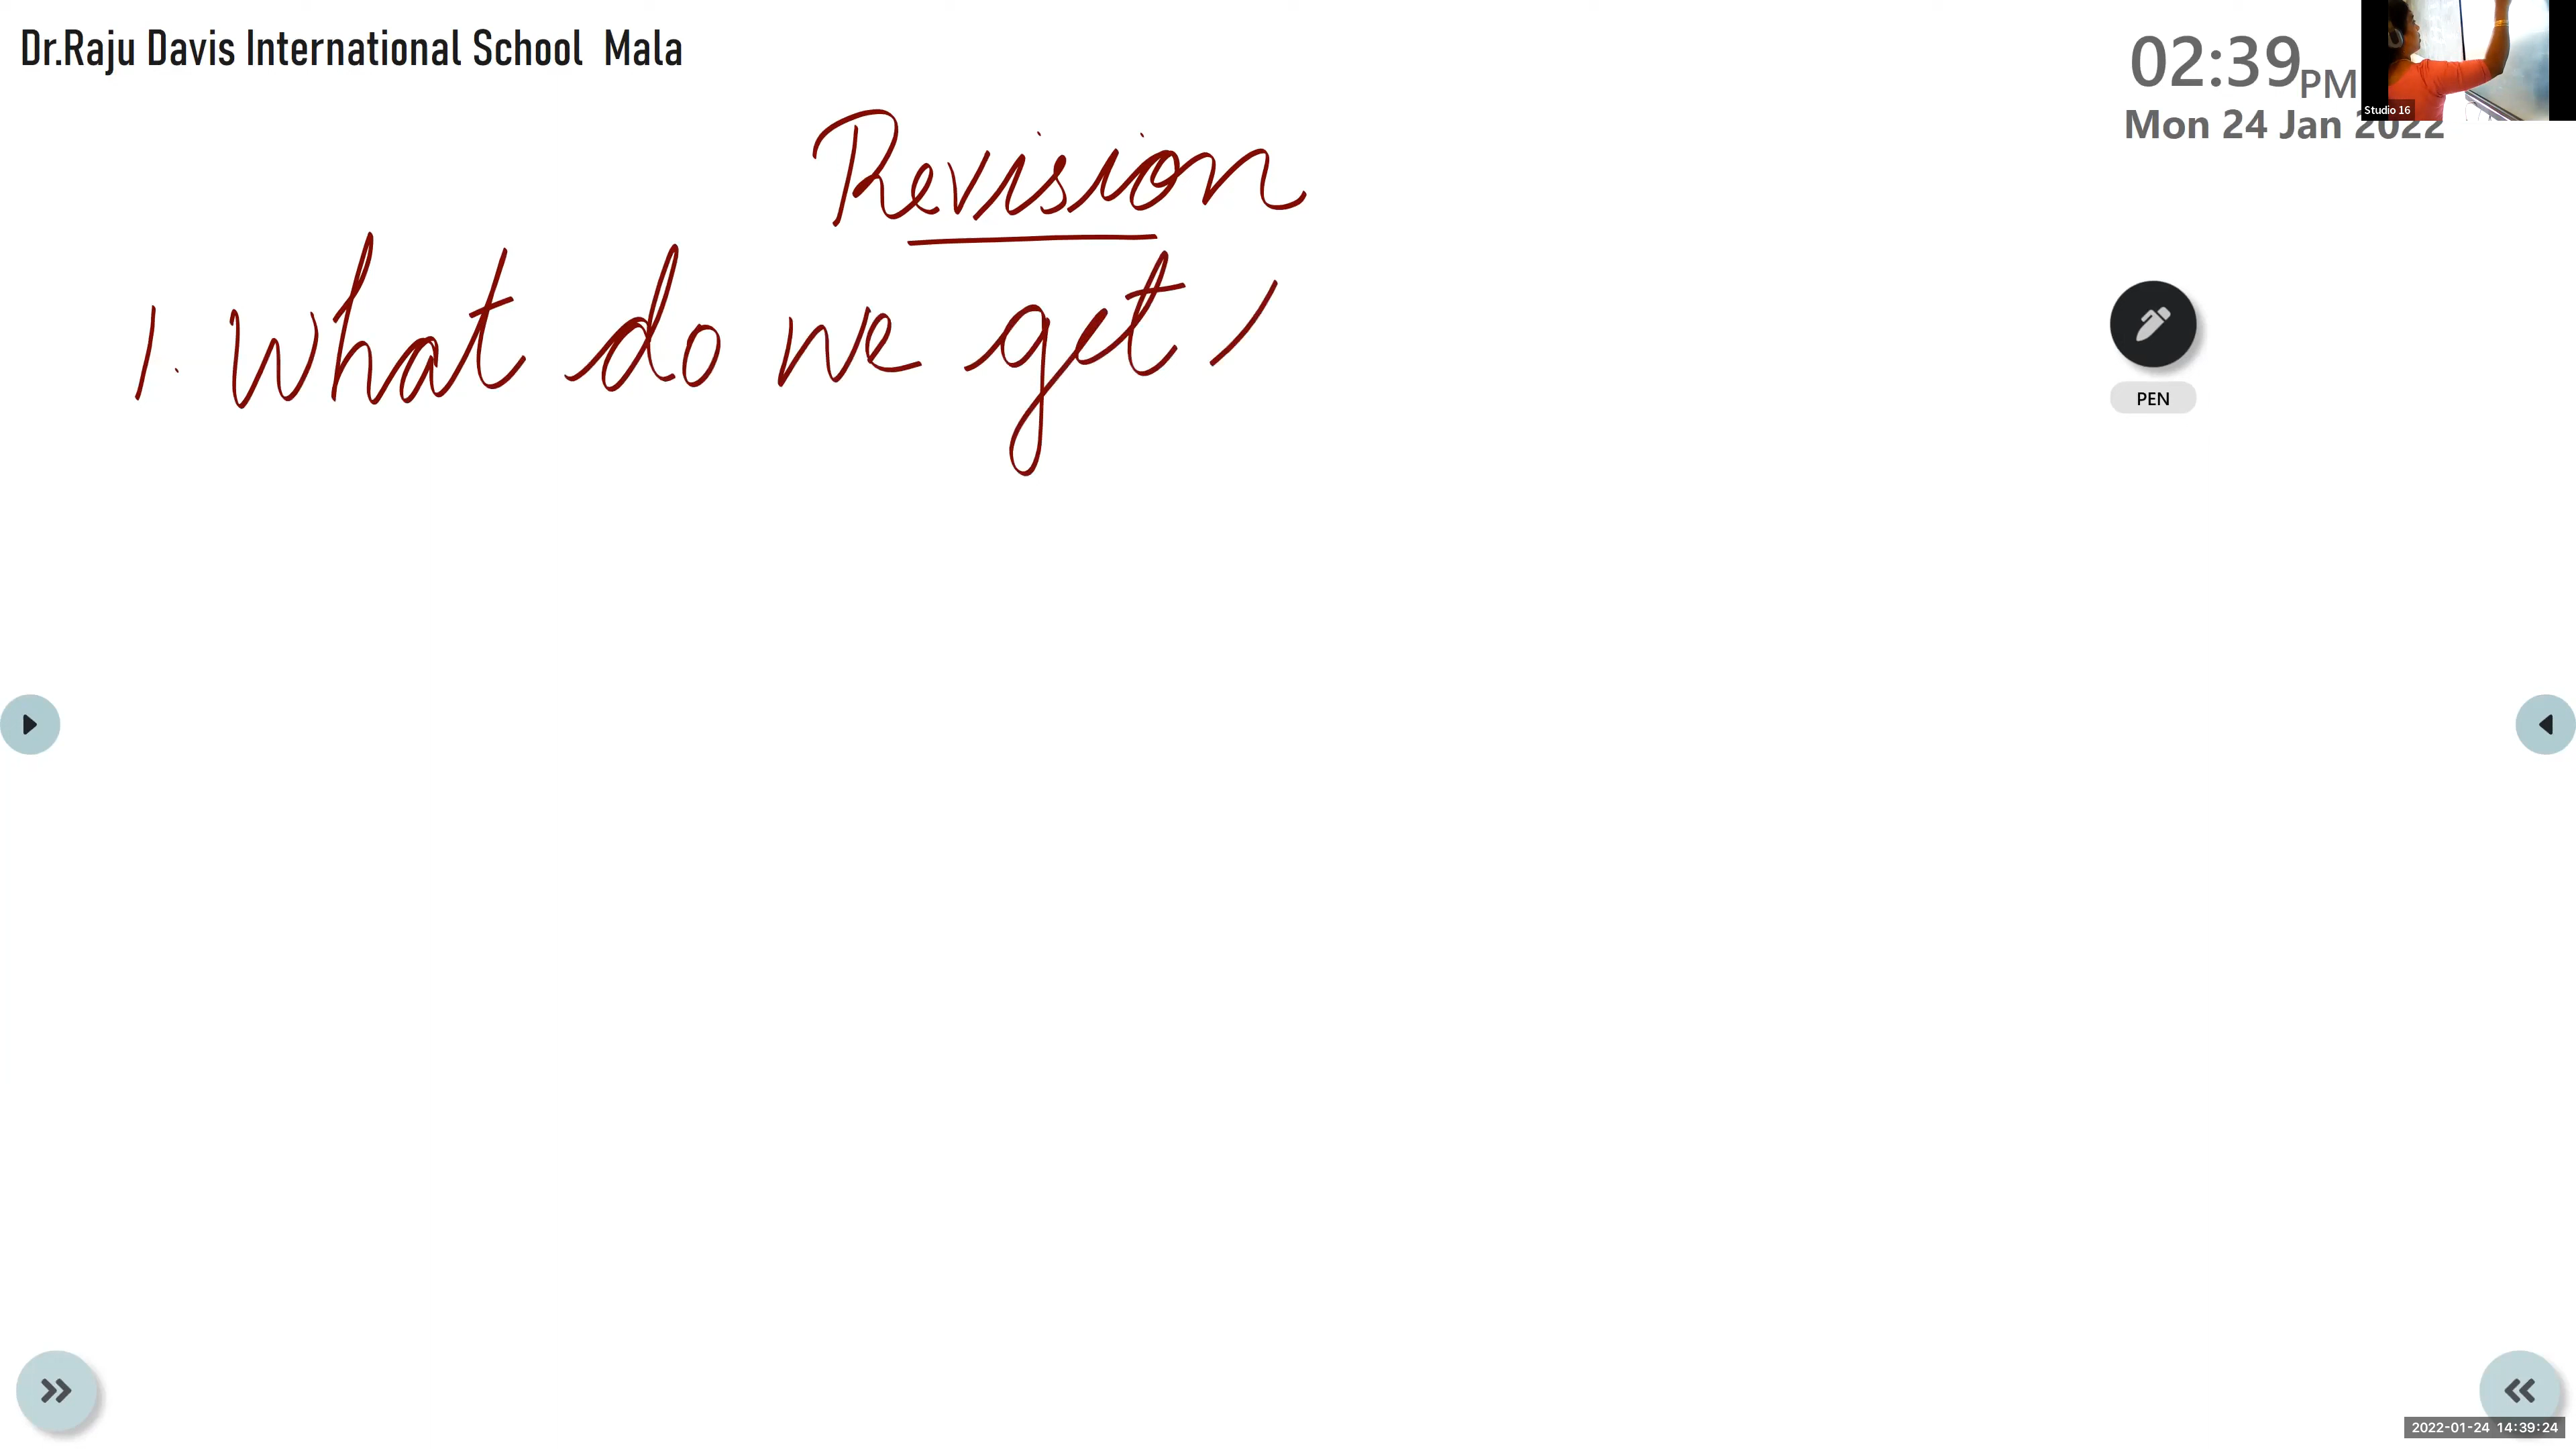 Dr.Raju Davis International School Mala
02:39PM
Mon 24 Jan 2022
Studio 16
Revision
1. What do we get
PEN
2022-01-24 14:39:24